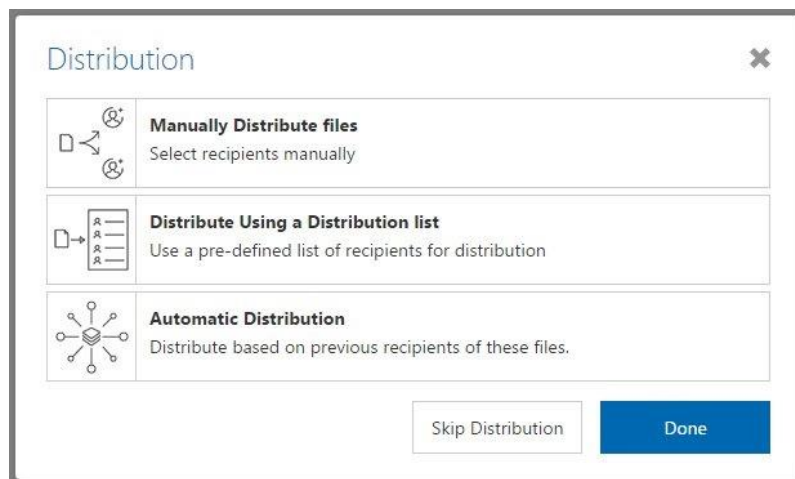 Distribution
Manually Distribute files
Select recipients manually
Distribute Using a Distribution list
Use a pre-defined list of recipients for distribution
Automatic Distribution
Distribute based on previous recipients of these files.
Skip Distribution
Done